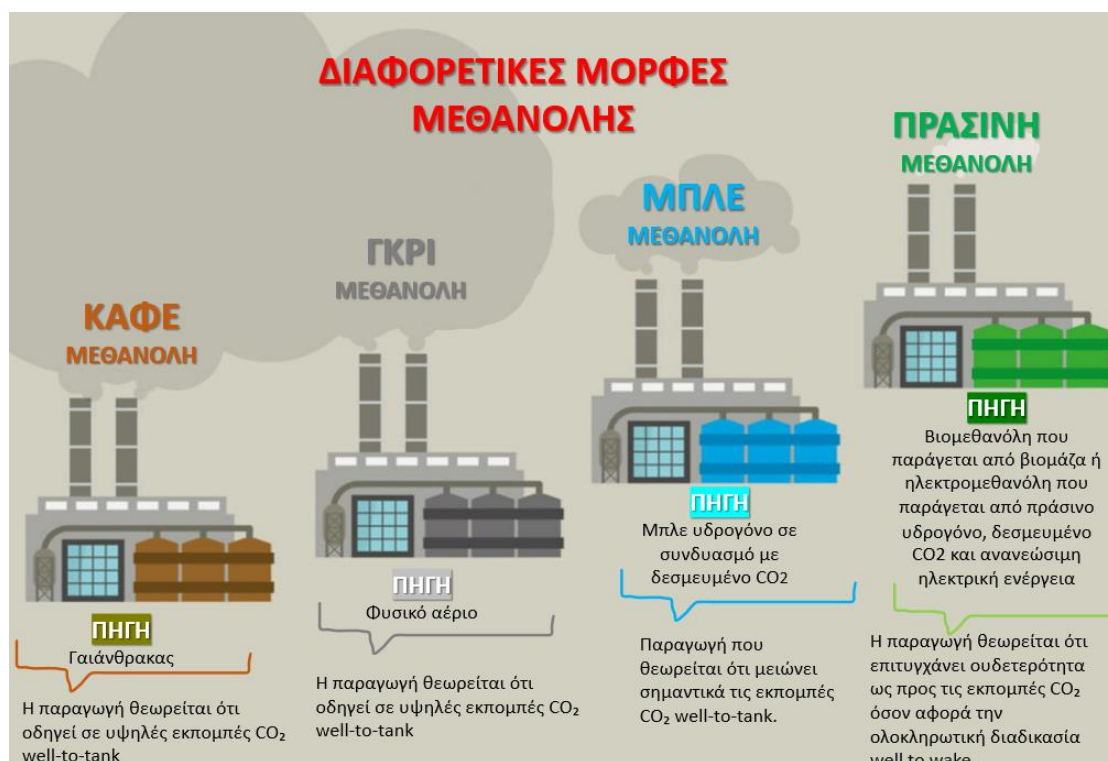 ΔΙΑΦΟΡΕΤΙΚΕΣ ΜΟΡΦΕΣ
ΜΕΘΑΝΟΛΗΣ
ΚΑΦΕ
ΜΕΘΑΝΟΛΗ
ΠΗΓΗ
Γαιάνθρακας
Η παραγωγή θεωρείται ότι
οδηγεί σε υψηλές εκπομπές CO₂
well-to-tank
ΓΚΡΙ
ΜΕΘΑΝΟΛΗ
ΠΗΓΗ
Φυσικό αέριο
Η παραγωγή θεωρείται ότι
οδηγεί σε υψηλές εκπομπές CO₂
well-to-tank
ΜΠΛΕ
ΜΕΘΑΝΟΛΗ
ΠΗΓΗ
Μπλε υδρογόνο σε
συνδυασμό με
δεσμευμένο CO2
Παραγωγή που
θεωρείται ότι μειώνει
σημαντικά τις εκπομπές
CO₂ well-to-tank.
ΠΡΑΣΙΝΗ
ΜΕΘΑΝΟΛΗ
ΠΗΓΗ
Βιομεθανόλη που
παράγεται από βιομάζα ή
ηλεκτρομεθανόλη που
παράγεται από πράσινο
υδρογόνο, δεσμευμένο
CO2 και ανανεώσιμη
ηλεκτρική ενέργεια
Η παραγωγή θεωρείται ότι
επιτυγχάνει ουδετερότητα
ως προς τις εκπομπές CO₂
όσον αφορά την
ολοκληρωτική διαδικασία
well to wake